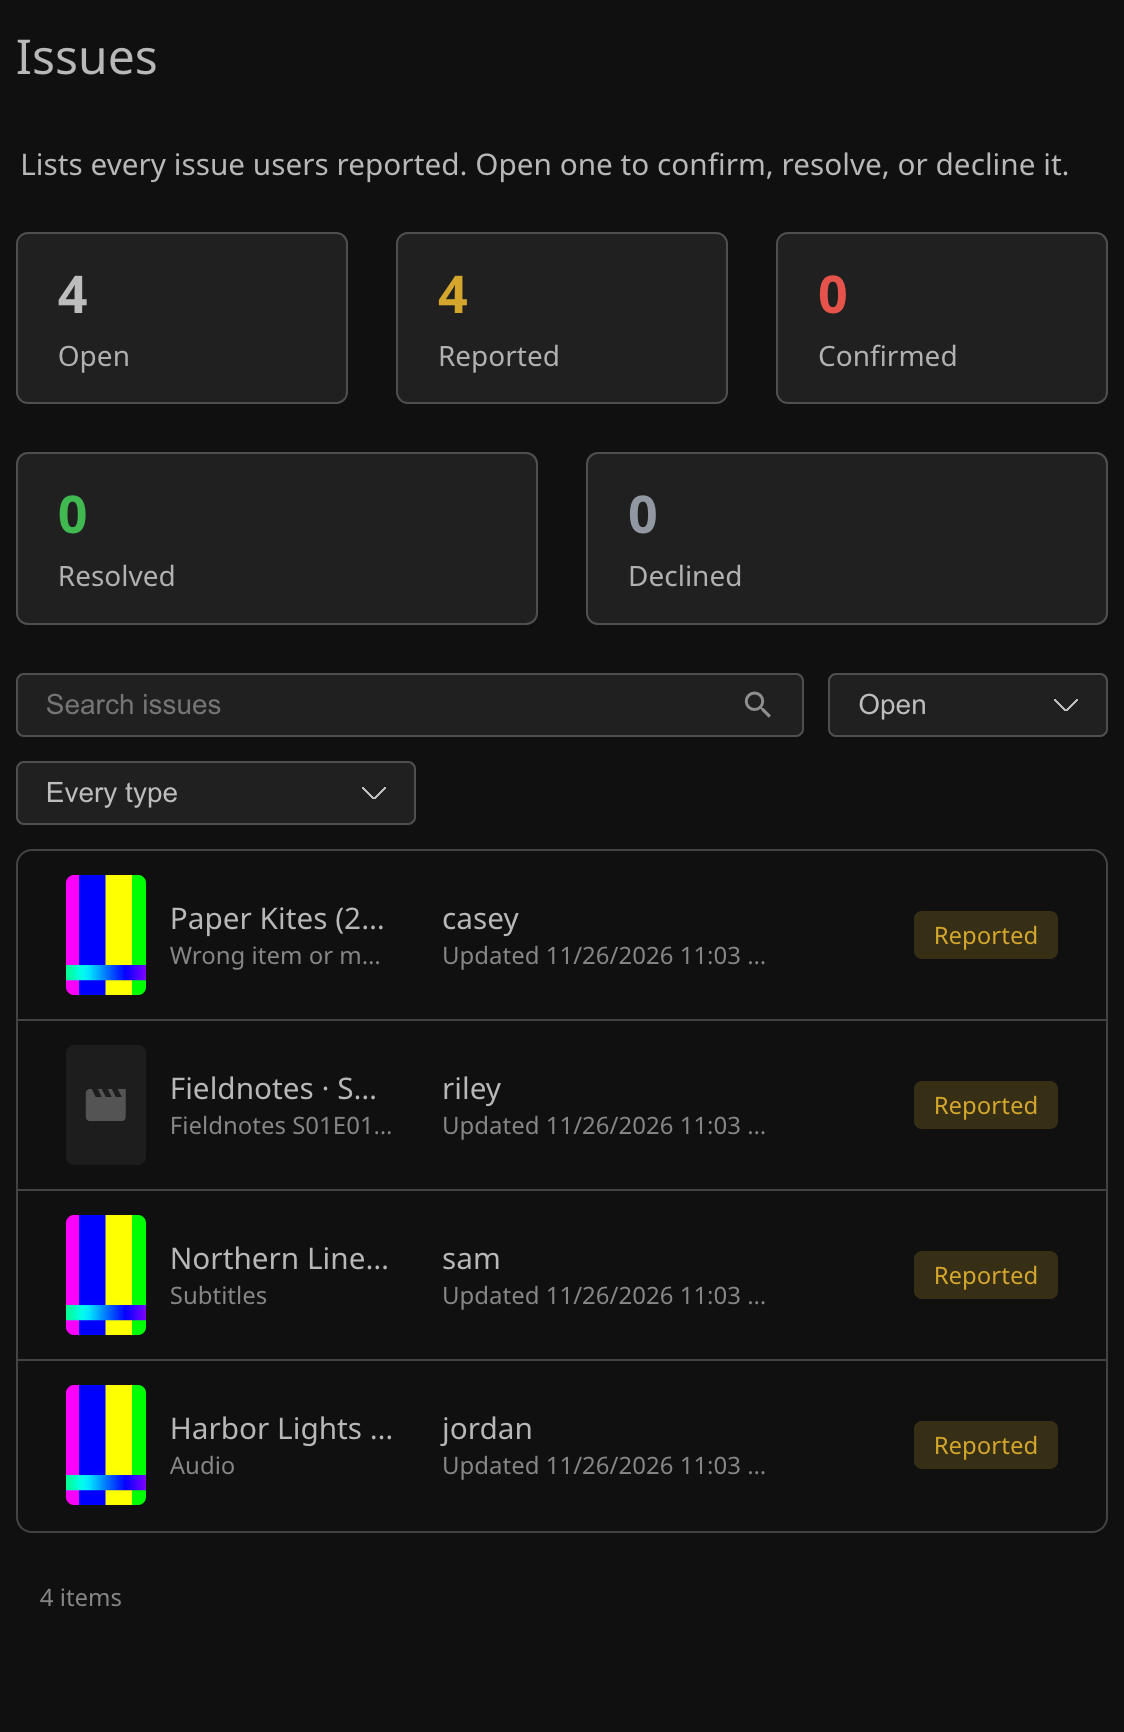 Issues
Lists every issue users reported. Open one to confirm, resolve, or decline it.
4
Open
4
Reported
0
Confirmed
0
Resolved
0
Declined
Search issues
Open
Every type
Paper Kites (2...
Wrong item or m...
casey
Updated 11/26/2026 11:03 ...
Reported
Fieldnotes · S...
Fieldnotes S01E01...
riley
Updated 11/26/2026 11:03 ...
Reported
Northern Line...
Subtitles
sam
Updated 11/26/2026 11:03 ...
Reported
Harbor Lights ...
Audio
jordan
Updated 11/26/2026 11:03 ...
Reported
4 items